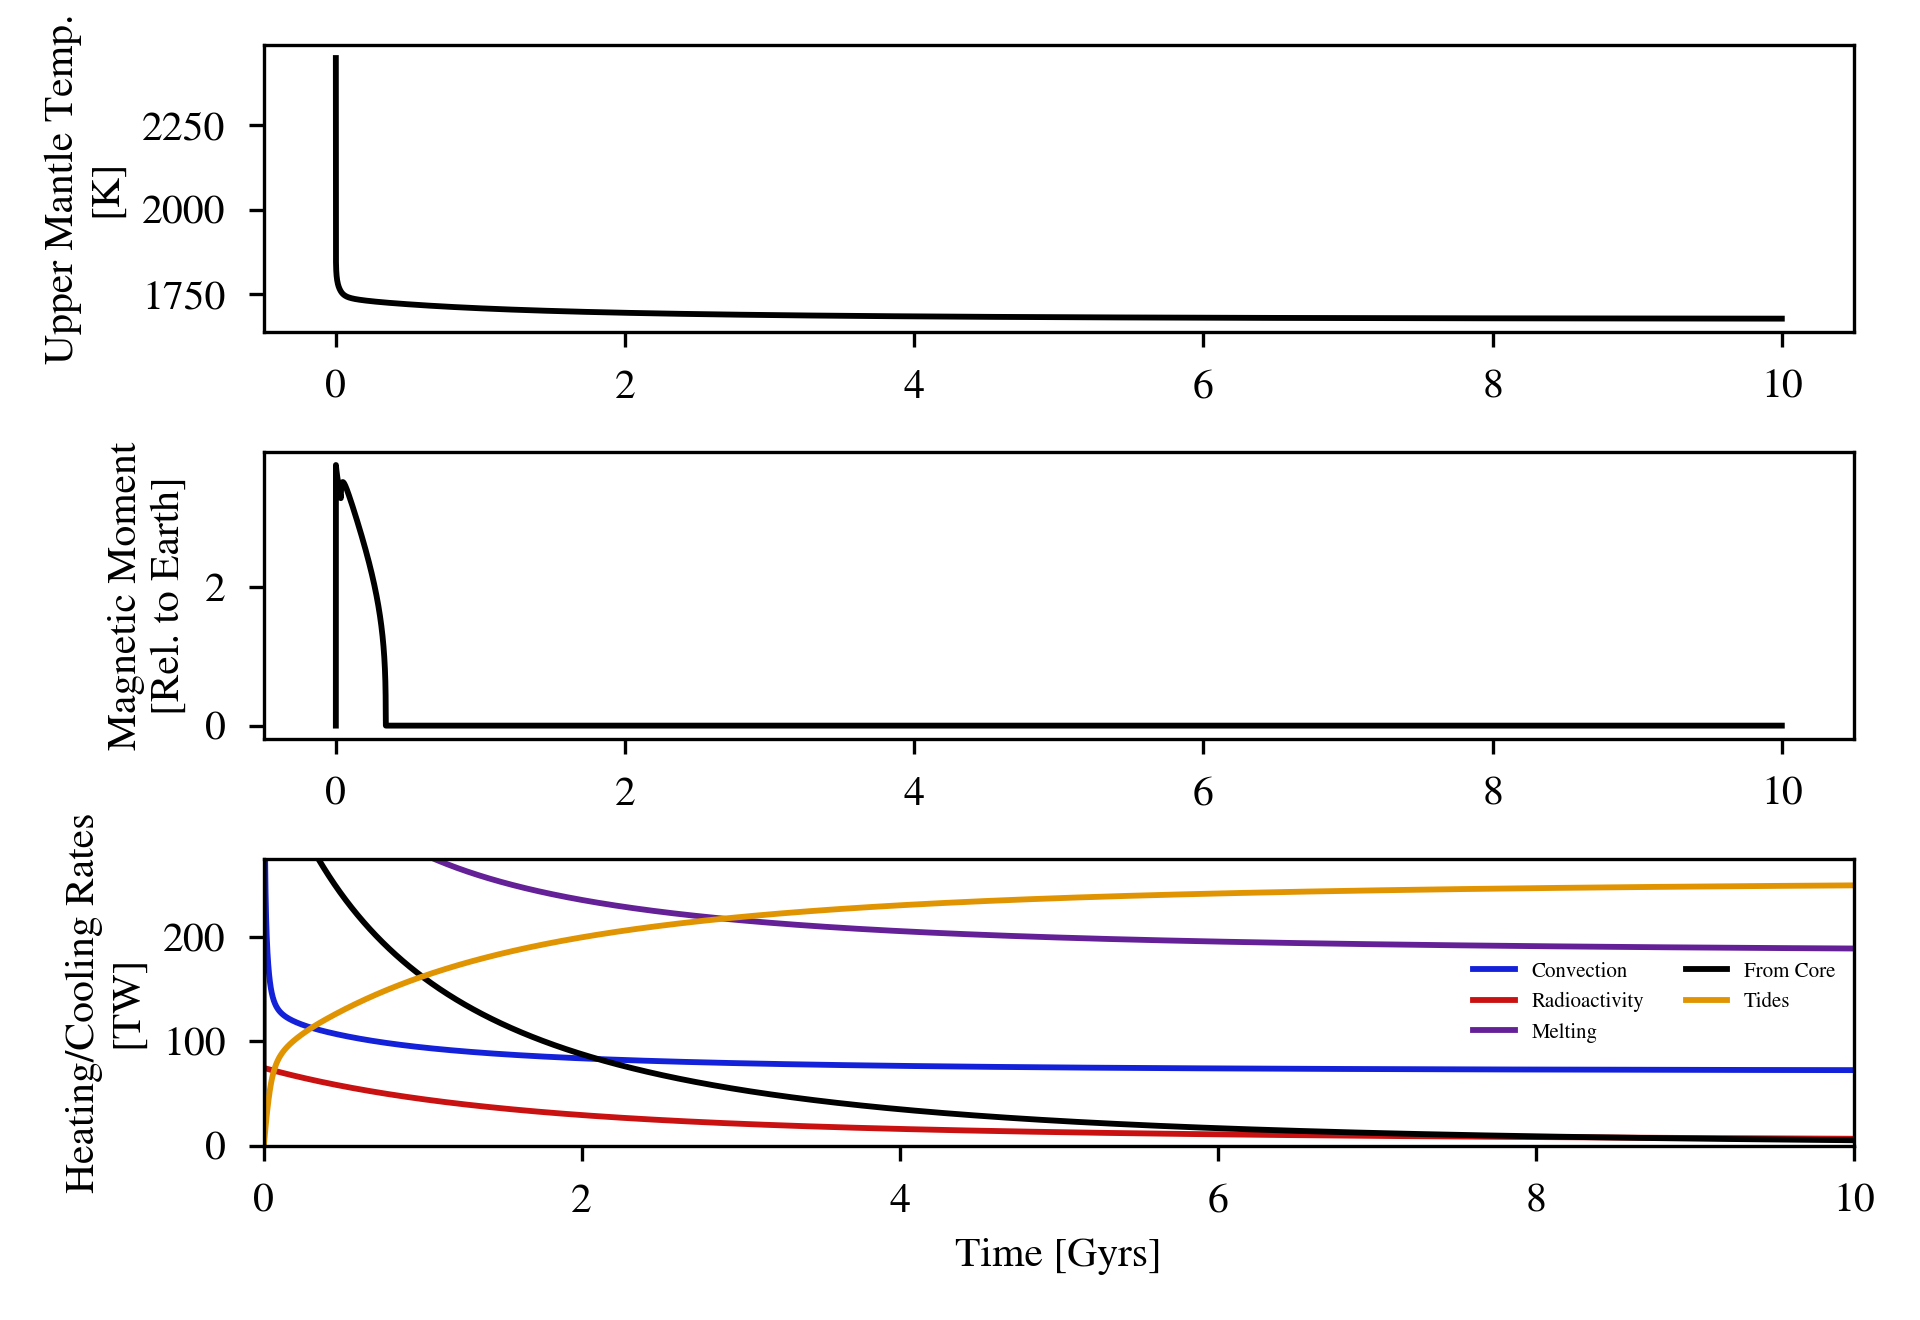 Upper Mantle Temp.
[K]
2250
2000
1750
0 2 4 6 8 10
Magnetic Moment
[Rel. to Earth]
2
0
0 2 4 6 8 10
Heating/Cooling Rates
[TW]
200
100
0
Convection
Radioactivity
Melting
From Core
Tides
0 2 4 6 8 10
Time [Gyrs]